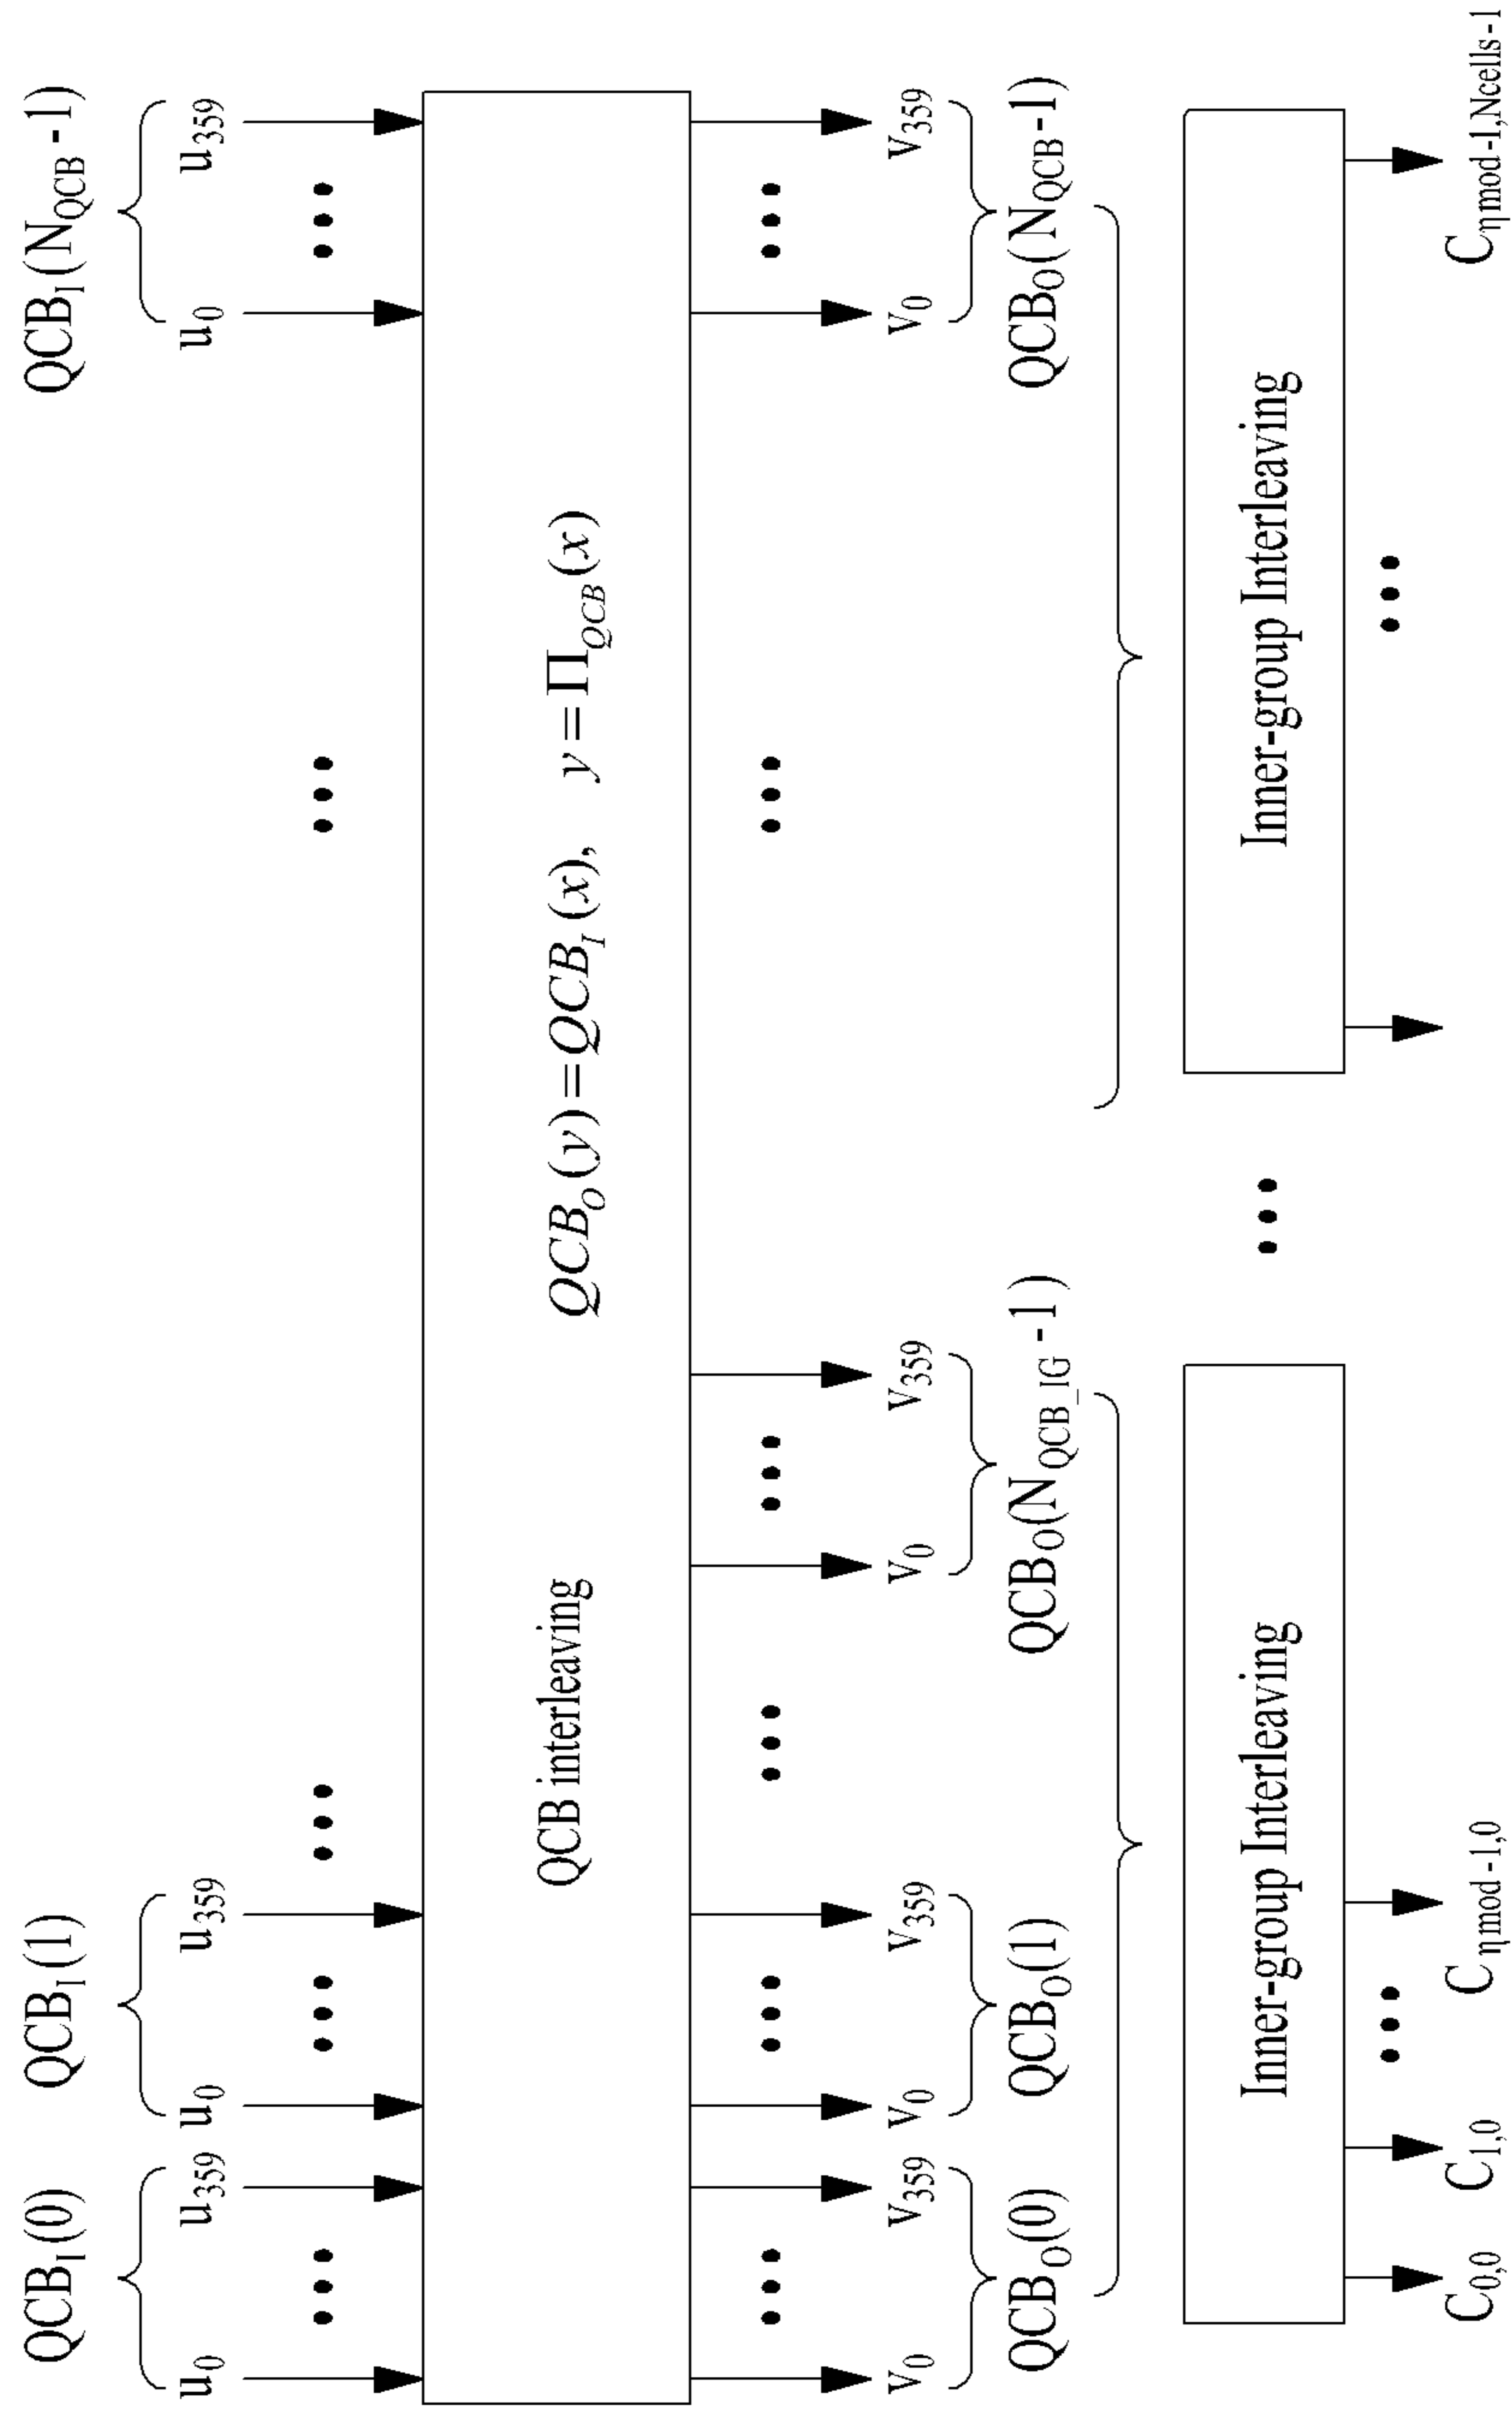 QCB_I(0) QCB_I(1) QCB_I(N_QCB-1)
u_0 ••• u_359 u_0 ••• u_359 ••• ••• u_0 ••• u_359
QCB interleaving QCB_O(y)=QCB_I(x), y=Π_QCB(x)
••• ••• ••• ••• ••• •••
v_0 v_359 v_0 v_359 v_0 v_359 v_0 v_359
QCB_O(0) QCB_O(1) QCB_O(N_QCB_IG-1) QCB_O(N_QCB-1)
Inner-group Interleaving ••• Inner-group Interleaving
••• •••
C_0,0 C_1,0 C_ηmod-1,0 C_ηmod-1,Ncells-1